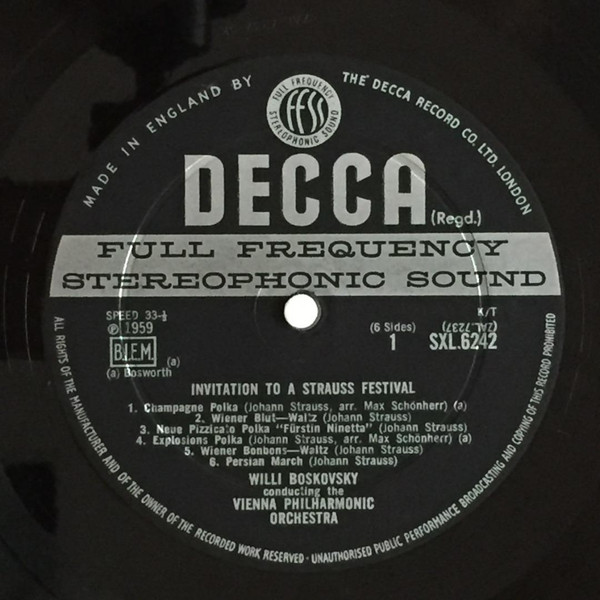 MADE IN ENGLAND BY THE DECCA RECORD CO. LTD. LONDON
FULL FREQUENCY
FFSS
STEREOPHONIC SOUND
DECCA (Regd.)
FULL FREQUENCY
STEREOPHONIC SOUND
SPEED 33-⅓
℗ 1959
B.I.E.M. (a)
(a) Bosworth
K/T
(6 Sides) (ZAL.7237)
1 SXL.6242
INVITATION TO A STRAUSS FESTIVAL
1. Champagne Polka (Johann Strauss, arr. Max Schönherr) (a)
2. Wiener Blut—Waltz (Johann Strauss)
3. Neue Pizzicato Polka "Fürstin Ninetta" (Johann Strauss)
4. Explosions Polka (Johann Strauss, arr. Max Schönherr) (a)
5. Wiener Bonbons—Waltz (Johann Strauss)
6. Persian March (Johann Strauss)
WILLI BOSKOVSKY
conducting the
VIENNA PHILHARMONIC
ORCHESTRA
ALL RIGHTS OF THE MANUFACTURER AND OF THE OWNER OF THE RECORDED WORK RESERVED · UNAUTHORISED PUBLIC PERFORMANCE BROADCASTING AND COPYING OF THIS RECORD PROHIBITED